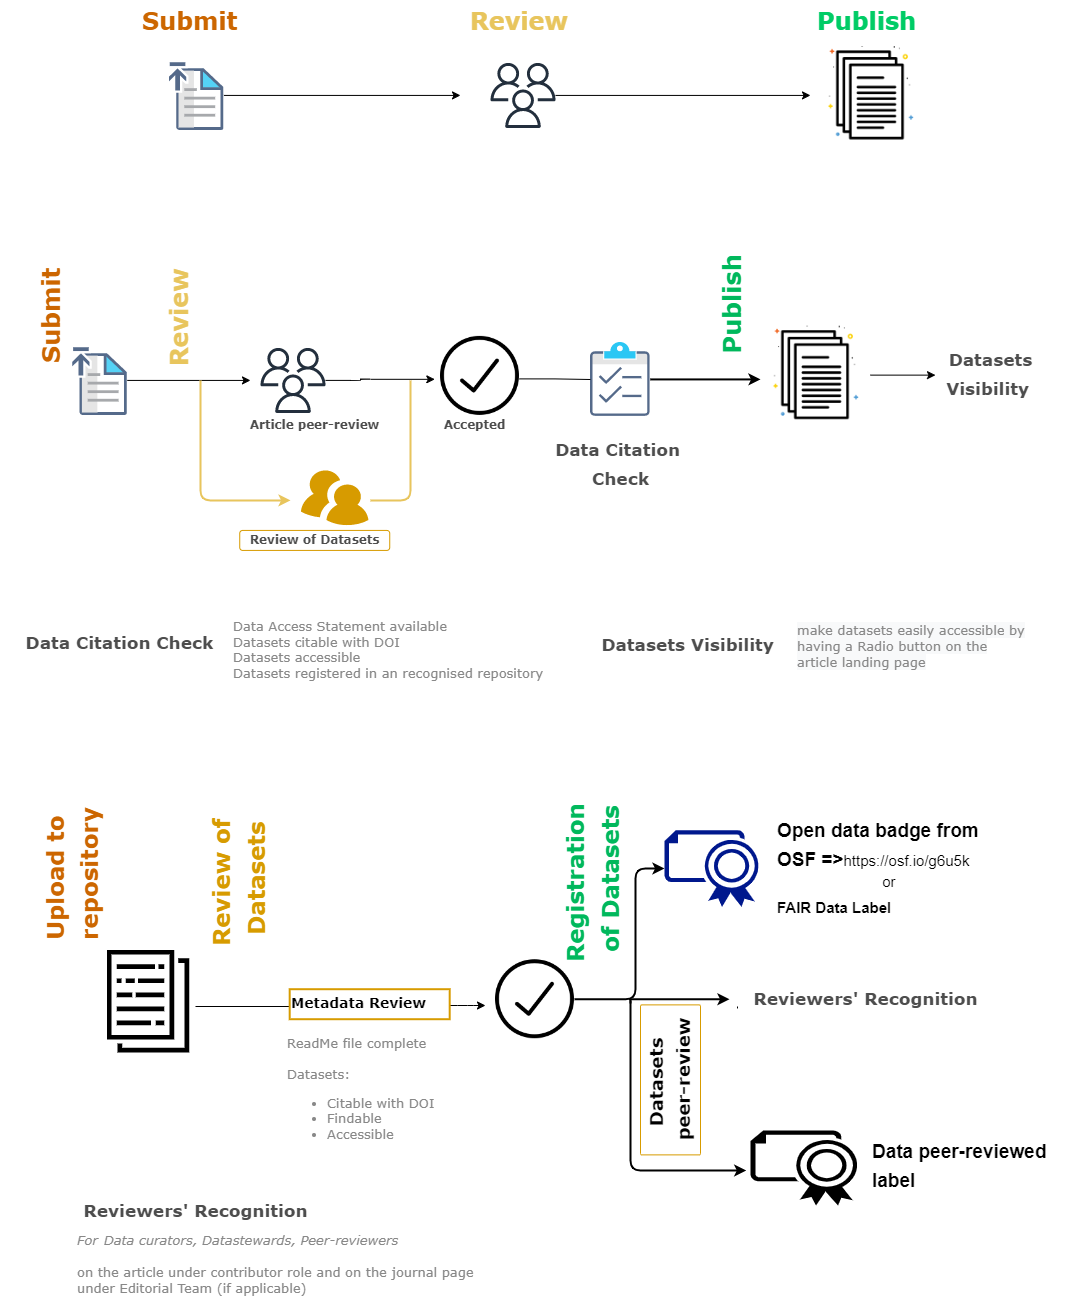 Submit
Review
Publish
Submit
Review
Publish
Datasets
Visibility
Article peer-review
Accepted
Data Citation
Check
Review of Datasets
Data Citation Check
Data Access Statement available
Datasets citable with DOI
Datasets accessible
Datasets registered in an recognised repository
Datasets Visibility
make datasets easily accessible by
having a Radio button on the
article landing page
Upload to
repository
Review of
Datasets
Registration
of Datasets
Open data badge from
OSF =>https://osf.io/g6u5k
or
FAIR Data Label
Metadata Review
Reviewers' Recognition
ReadMe file complete
Datasets:
• Citable with DOI
• Findable
• Accessible
Datasets
peer-review
Data peer-reviewed
label
Reviewers' Recognition
For Data curators, Datastewards, Peer-reviewers
on the article under contributor role and on the journal page
under Editorial Team (if applicable)